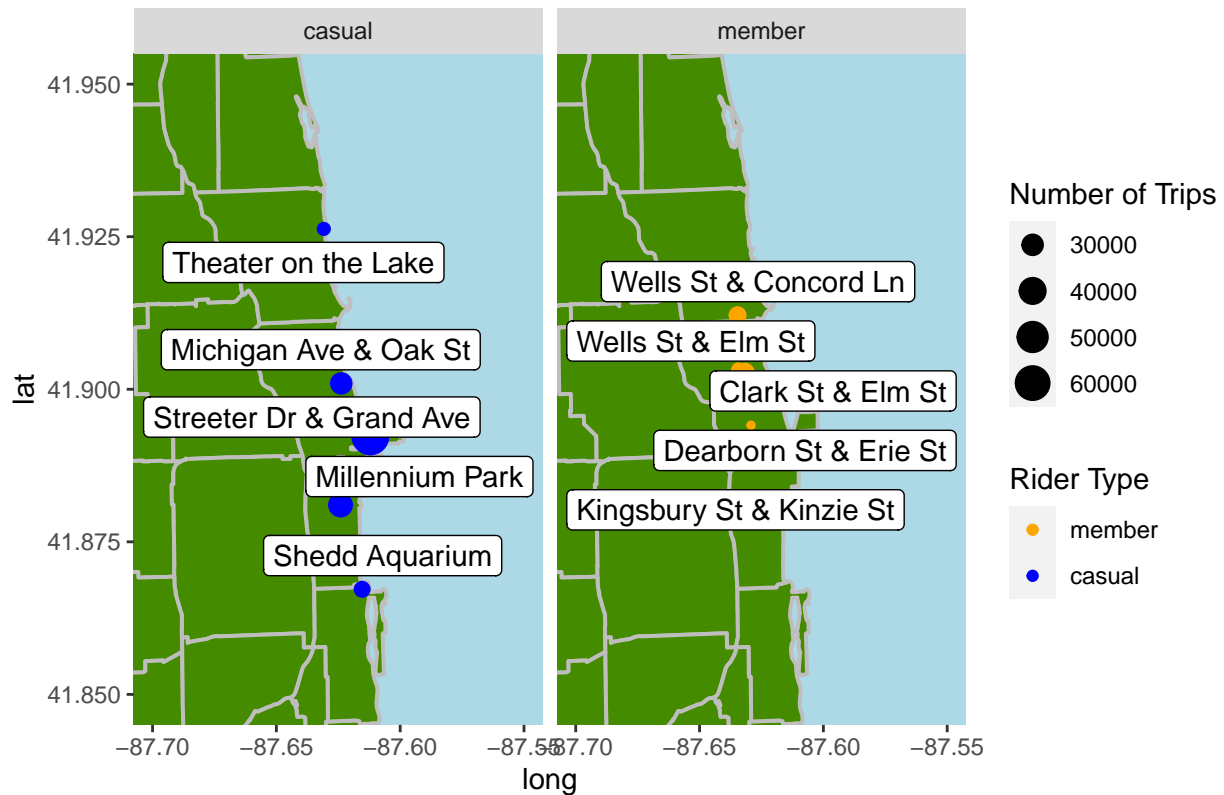 casual
member
41.950
41.925
41.900
41.875
41.850
lat
Theater on the Lake
Michigan Ave & Oak St
Streeter Dr & Grand Ave
Millennium Park
Shedd Aquarium
Wells St & Concord Ln
Wells St & Elm St
Clark St & Elm St
Dearborn St & Erie St
Kingsbury St & Kinzie St
−87.70
−87.65
−87.60
−87.55
−87.70
−87.65
−87.60
−87.55
long
Number of Trips
30000
40000
50000
60000
Rider Type
member
casual